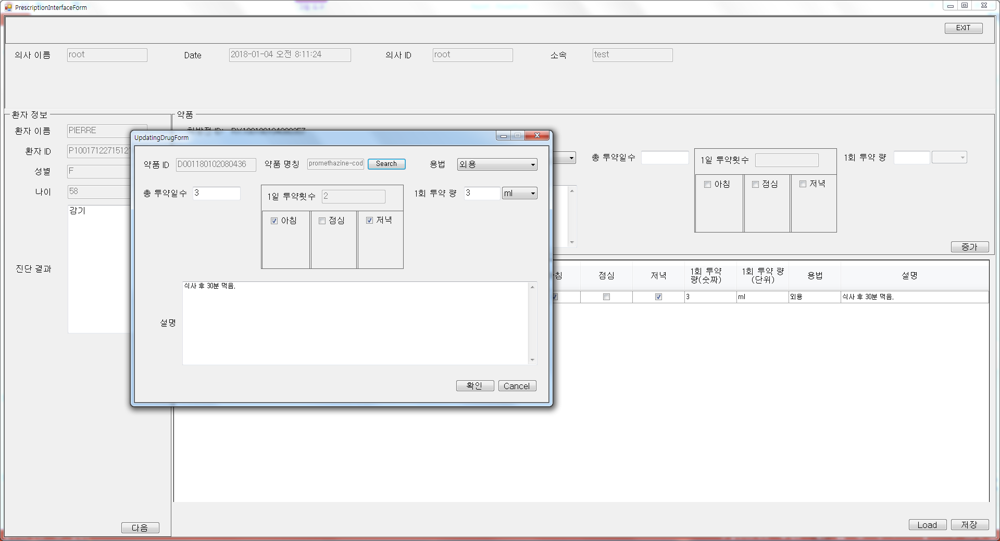 PrescriptionInterfaceForm
EXIT
의사 이름 root Date 2018-01-04 오전 8:11:24 의사 ID root 소속 test
환자 정보
환자 이름 PIERRE
환자 ID P1001712271512
성별 F
나이 58
감기
진단 결과
다음
약품
총 투약일수 1일 투약횟수 1회 투약 량
아침 점심 저녁
증가
점심 저녁 1회 투약 량(숫짜) 1회 투약 량(단위) 용법 설명
3 ml 외용 식사 후 30분 먹음.
Load 저장
UpdatingDrugForm
약품 ID D001180102080436 약품 명칭 promethazine-cod Search 용법 외용
총 투약일수 3 1일 투약횟수 2 1회 투약 량 3 ml
아침 점심 저녁
식사 후 30분 먹음.
설명
확인 Cancel